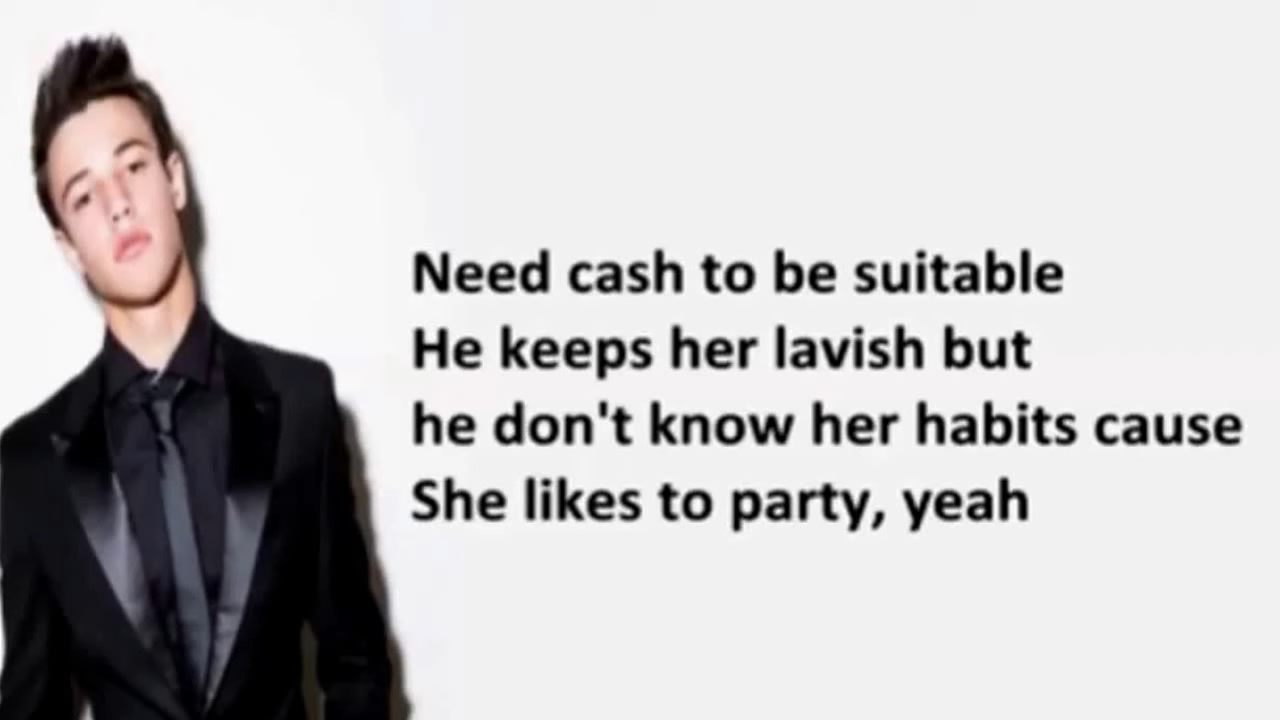 Need cash to be suitable
He keeps her lavish but
he don't know her habits cause
She likes to party, yeah